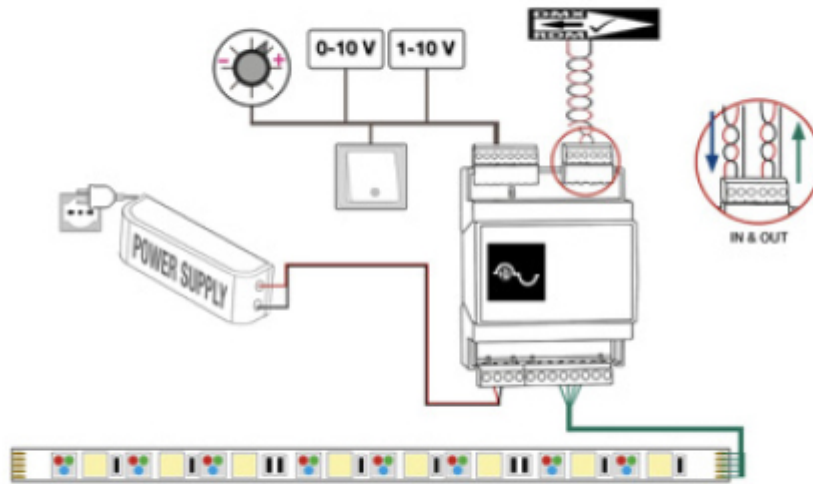 DMX
RDM
0-10 V
1-10 V
- +
POWER SUPPLY
IN & OUT